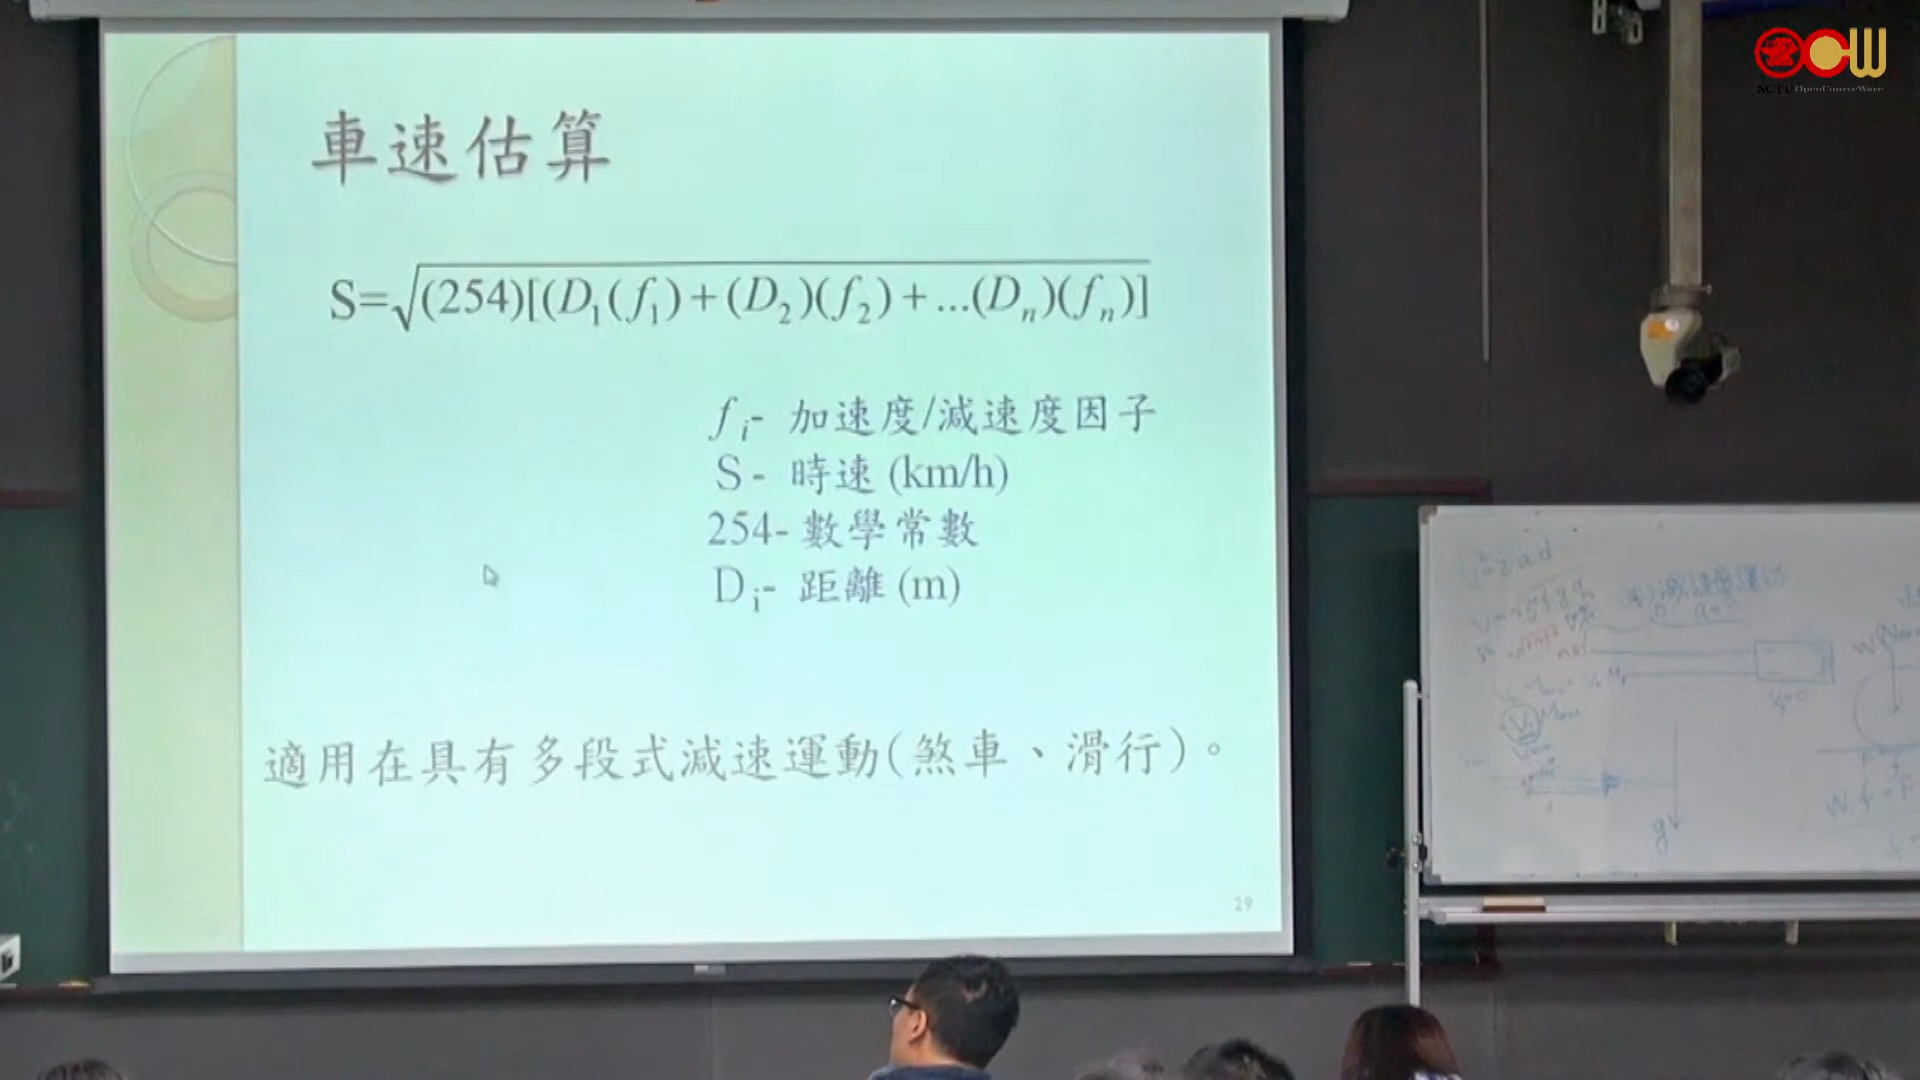 車速估算
S=√(254)[(D₁(f₁)+(D₂)(f₂)+...(Dₙ)(fₙ)]
f i- 加速度/減速度因子
S - 時速 (km/h)
254- 數學常數
D i- 距離 (m)
適用在具有多段式減速運動(煞車、滑行)。
29
NCTU OpenCourseWare
g